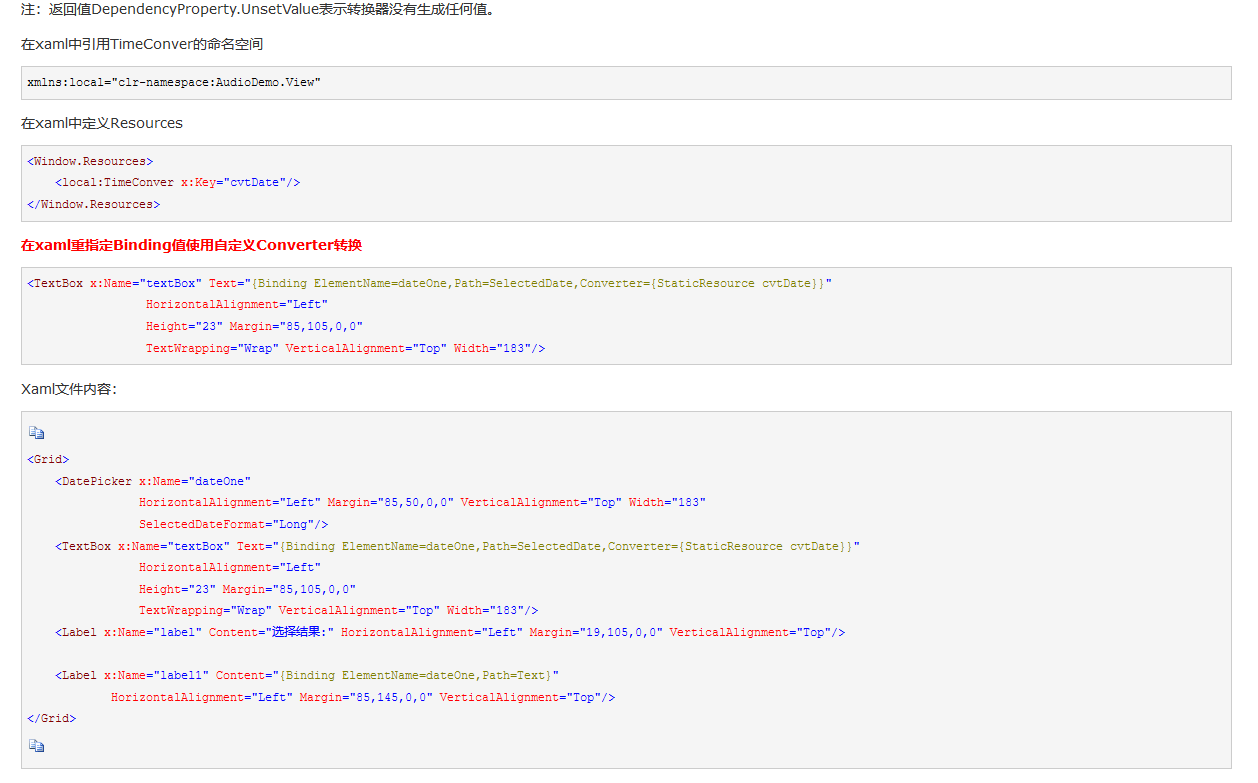 注：返回值DependencyProperty.UnsetValue表示转换器没有生成任何值。
在xaml中引用TimeConver的命名空间
xmlns:local="clr-namespace:AudioDemo.View"
在xaml中定义Resources
<Window.Resources>
    <local:TimeConver x:Key="cvtDate"/>
</Window.Resources>
在xaml重指定Binding值使用自定义Converter转换
<TextBox x:Name="textBox" Text="{Binding ElementName=dateOne,Path=SelectedDate,Converter={StaticResource cvtDate}}"
                 HorizontalAlignment="Left"
                 Height="23" Margin="85,105,0,0"
                 TextWrapping="Wrap" VerticalAlignment="Top" Width="183"/>
Xaml文件内容：
<Grid>
    <DatePicker x:Name="dateOne"
                HorizontalAlignment="Left" Margin="85,50,0,0" VerticalAlignment="Top" Width="183"
                SelectedDateFormat="Long"/>
    <TextBox x:Name="textBox" Text="{Binding ElementName=dateOne,Path=SelectedDate,Converter={StaticResource cvtDate}}"
                HorizontalAlignment="Left"
                Height="23" Margin="85,105,0,0"
                TextWrapping="Wrap" VerticalAlignment="Top" Width="183"/>
    <Label x:Name="label" Content="选择结果:" HorizontalAlignment="Left" Margin="19,105,0,0" VerticalAlignment="Top"/>
    <Label x:Name="label1" Content="{Binding ElementName=dateOne,Path=Text}"
            HorizontalAlignment="Left" Margin="85,145,0,0" VerticalAlignment="Top"/>
</Grid>